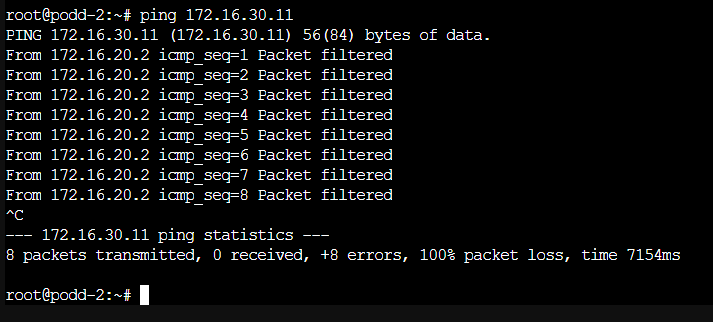 root@podd-2:~# ping 172.16.30.11
PING 172.16.30.11 (172.16.30.11) 56(84) bytes of data.
From 172.16.20.2 icmp_seq=1 Packet filtered
From 172.16.20.2 icmp_seq=2 Packet filtered
From 172.16.20.2 icmp_seq=3 Packet filtered
From 172.16.20.2 icmp_seq=4 Packet filtered
From 172.16.20.2 icmp_seq=5 Packet filtered
From 172.16.20.2 icmp_seq=6 Packet filtered
From 172.16.20.2 icmp_seq=7 Packet filtered
From 172.16.20.2 icmp_seq=8 Packet filtered
^C
--- 172.16.30.11 ping statistics ---
8 packets transmitted, 0 received, +8 errors, 100% packet loss, time 7154ms
root@podd-2:~#